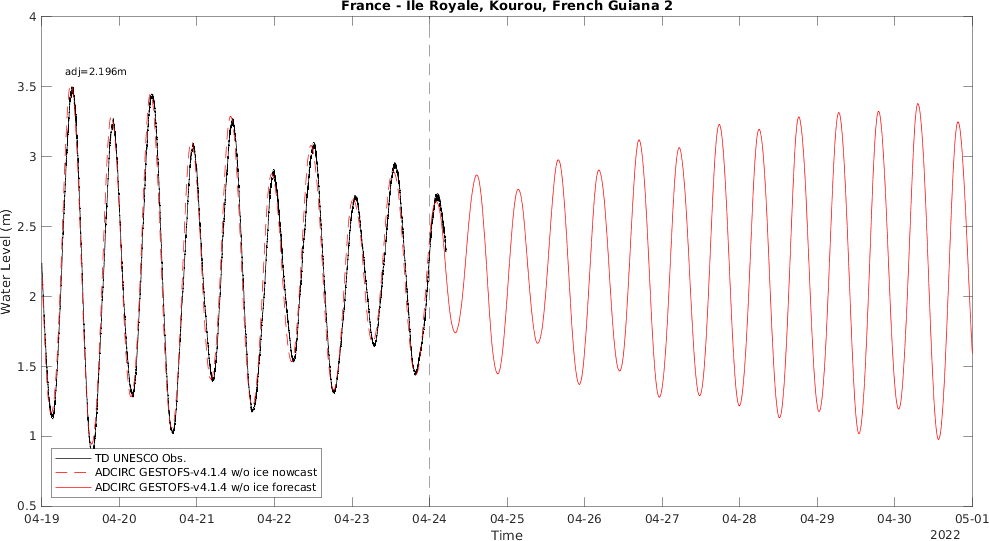 France - Ile Royale, Kourou, French Guiana 2
4
3.5
3
2.5
2
1.5
1
0.5
Water Level (m)
adj=2.196m
TD UNESCO Obs.
ADCIRC GESTOFS-v4.1.4 w/o ice nowcast
ADCIRC GESTOFS-v4.1.4 w/o ice forecast
04-19 04-20 04-21 04-22 04-23 04-24 04-25 04-26 04-27 04-28 04-29 04-30 05-01
Time
2022